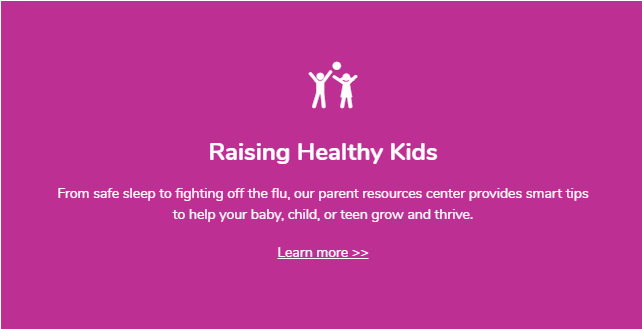 Raising Healthy Kids
From safe sleep to fighting off the flu, our parent resources center provides smart tips
to help your baby, child, or teen grow and thrive.
Learn more >>